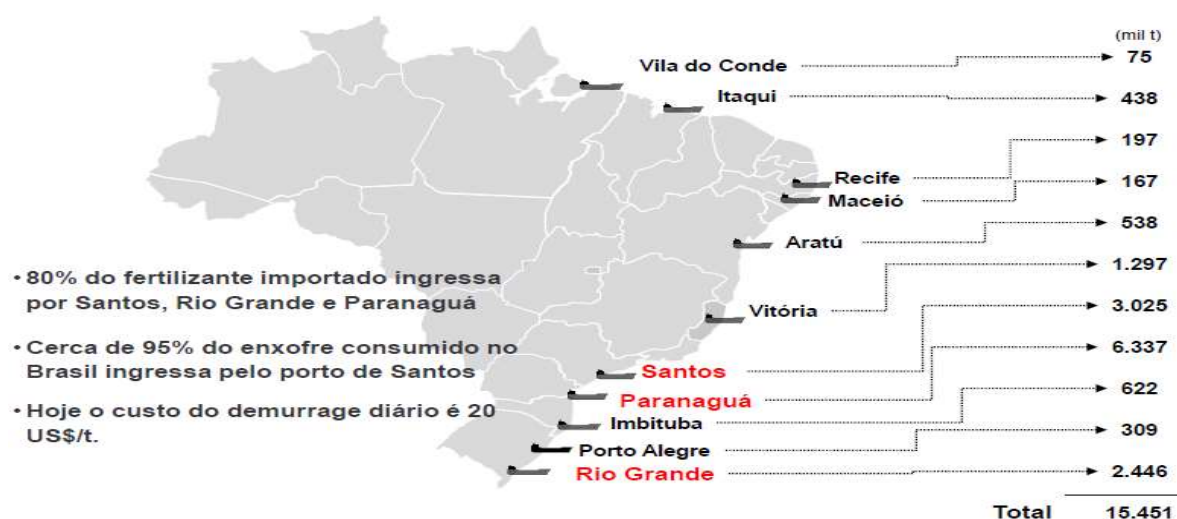 (mil t)
Vila do Conde 75
Itaqui 438
197
Recife
Maceió 167
Aratú 538
1.297
Vitória
3.025
Santos
6.337
Paranaguá
622
Imbituba
309
Porto Alegre
Rio Grande 2.446
Total 15.451
• 80% do fertilizante importado ingressa
por Santos, Rio Grande e Paranaguá
• Cerca de 95% do enxofre consumido no
Brasil ingressa pelo porto de Santos
• Hoje o custo do demurrage diário é 20
US$/t.